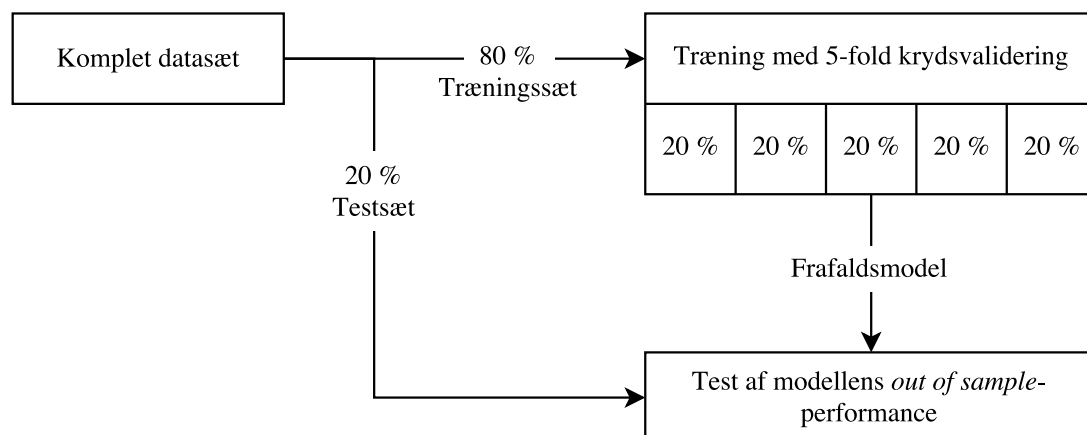 Komplet datasæt
80 %
Træningssæt
Træning med 5-fold krydsvalidering
20 % 20 % 20 % 20 % 20 %
20 %
Testsæt
Frafaldsmodel
Test af modellens out of sample-
performance